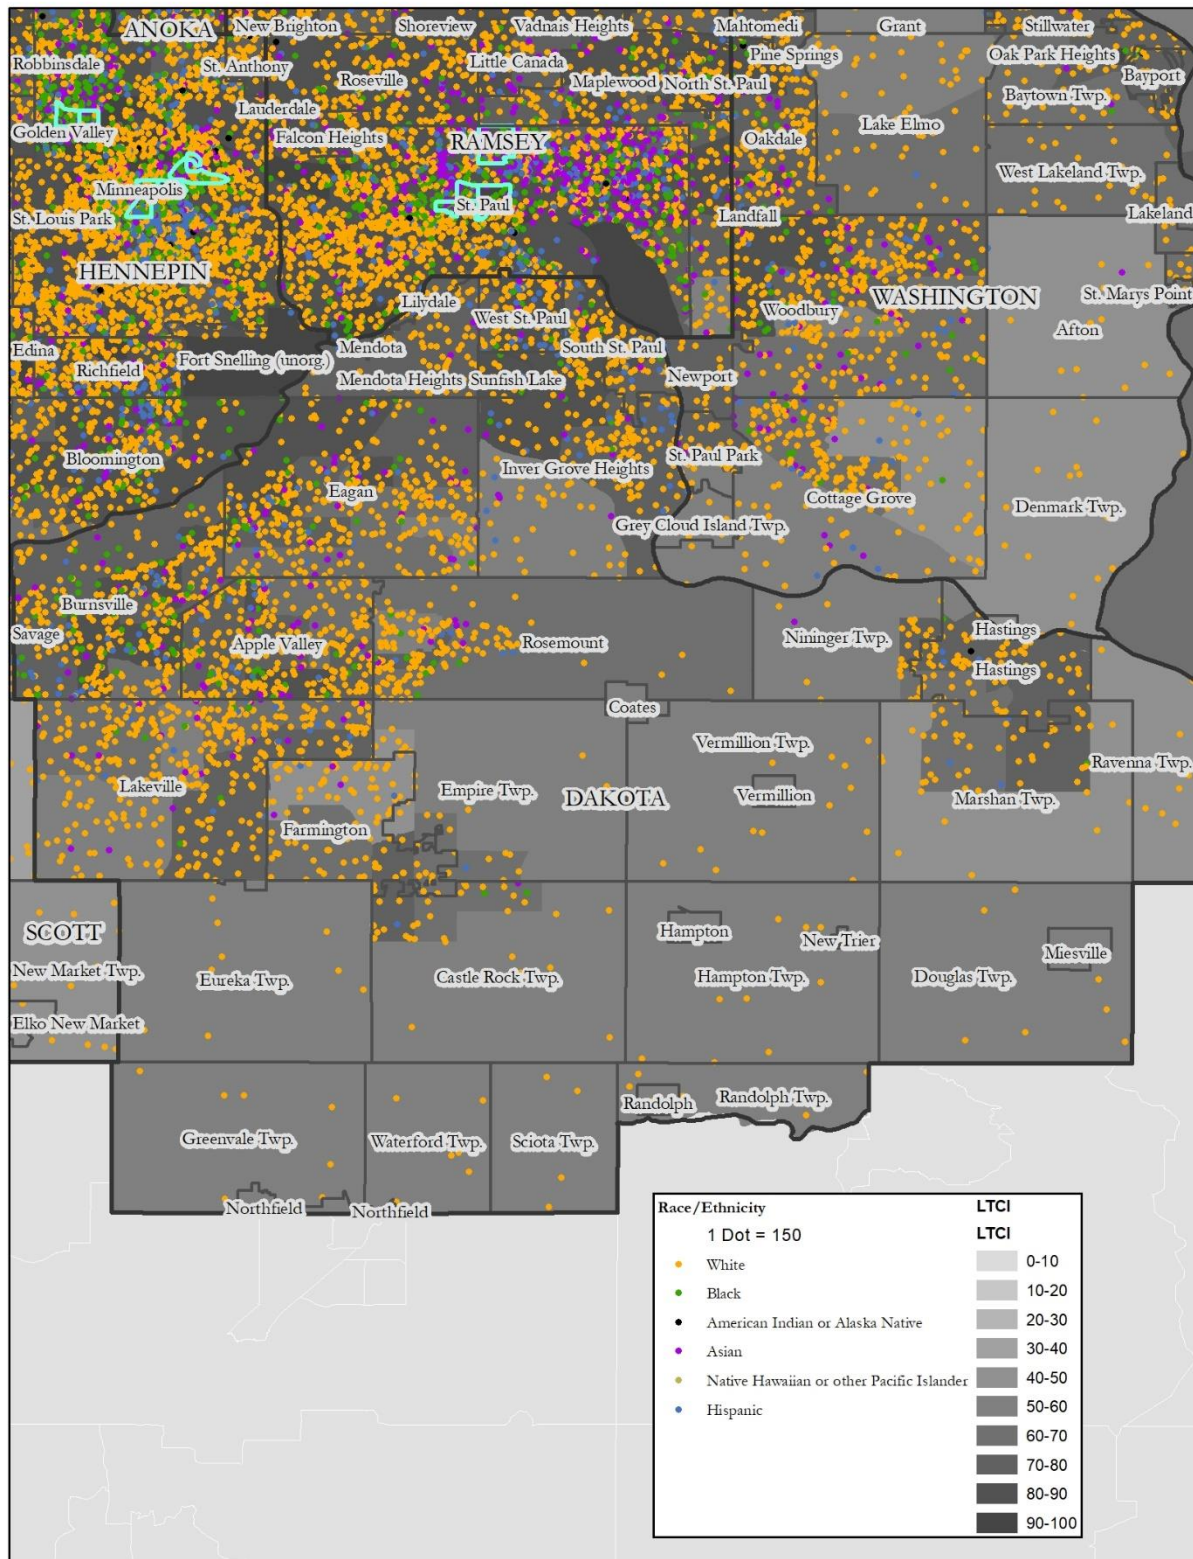 ANOKA
New Brighton
Shoreview
Vadnais Heights
Mahtomedi
Grant
Stillwater
Robbinsdale
St. Anthony
Roseville
Little Canada
Maplewood
North St. Paul
Pine Springs
Oak Park Heights
Bayport
Baytown Twp.
Lauderdale
Golden Valley
Falcon Heights
RAMSEY
Oakdale
Lake Elmo
West Lakeland Twp.
Minneapolis
St. Paul
St. Louis Park
Landfall
Lakeland
HENNEPIN
Lilydale
West St. Paul
Woodbury
WASHINGTON
St. Marys Point
Afton
Edina
Richfield
Fort Snelling (unorg.)
Mendota
South St. Paul
Mendota Heights
Sunfish Lake
Newport
Bloomington
Eagan
Inver Grove Heights
St. Paul Park
Cottage Grove
Denmark Twp.
Grey Cloud Island Twp.
Burnsville
Savage
Apple Valley
Rosemount
Nininger Twp.
Hastings
Hastings
Coates
Vermillion Twp.
Ravenna Twp.
Lakeville
Empire Twp.
DAKOTA
Vermillion
Marshan Twp.
Farmington
SCOTT
Hampton
New Trier
Miesville
New Market Twp.
Eureka Twp.
Castle Rock Twp.
Hampton Twp.
Douglas Twp.
Elko New Market
Randolph
Randolph Twp.
Greenvale Twp.
Waterford Twp.
Sciota Twp.
Northfield
Northfield
Race/Ethnicity
1 Dot = 150
White
Black
American Indian or Alaska Native
Asian
Native Hawaiian or other Pacific Islander
Hispanic
LTCI
LTCI
0-10
10-20
20-30
30-40
40-50
50-60
60-70
70-80
80-90
90-100